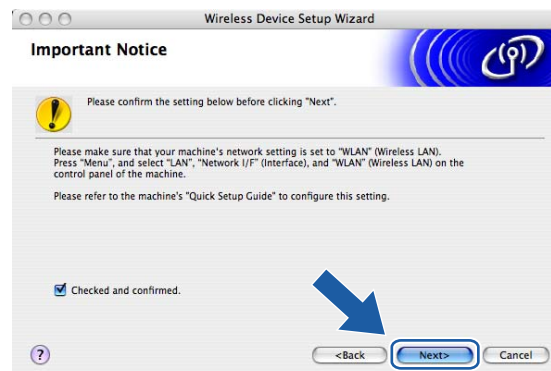 Wireless Device Setup Wizard
Important Notice
Please confirm the setting below before clicking "Next".
Please make sure that your machine's network setting is set to "WLAN" (Wireless LAN).
Press "Menu", and select "LAN", "Network I/F" (Interface), and "WLAN" (Wireless LAN) on the
control panel of the machine.
Please refer to the machine's "Quick Setup Guide" to configure this setting.
Checked and confirmed.
? <Back Next> Cancel